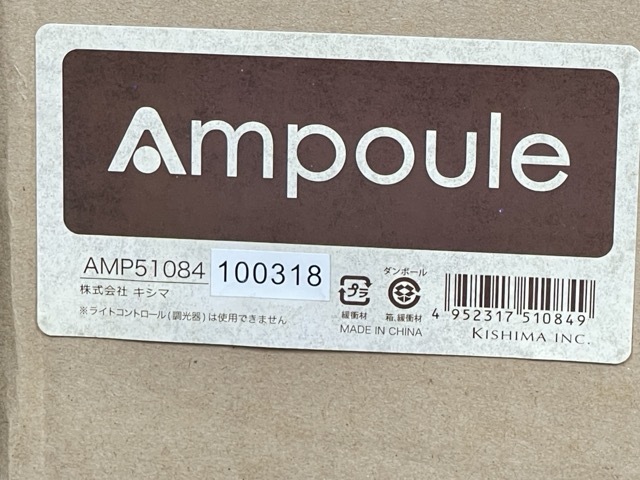 Ampoule
AMP51084 100318
株式会社 キシマ
※ライトコントロール(調光器)は使用できません
プラ
緩衝材
ダンボール
箱、緩衝材
MADE IN CHINA
4 952317 510849
KISHIMA INC.